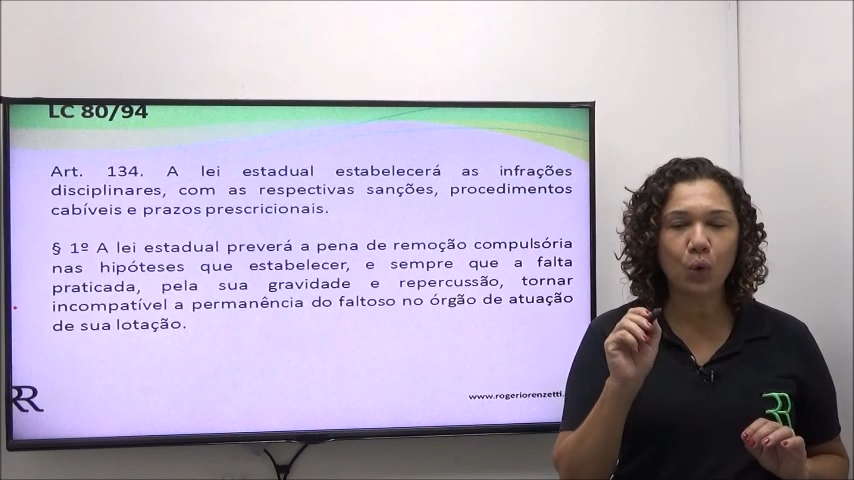 LC 80/94
Art. 134. A lei estadual estabelecerá as infrações
disciplinares, com as respectivas sanções, procedimentos
cabíveis e prazos prescricionais.
§ 1º A lei estadual preverá a pena de remoção compulsória
nas hipóteses que estabelecer, e sempre que a falta
praticada, pela sua gravidade e repercussão, tornar
incompatível a permanência do faltoso no órgão de atuação
de sua lotação.
RR
www.rogeriorenzetti.